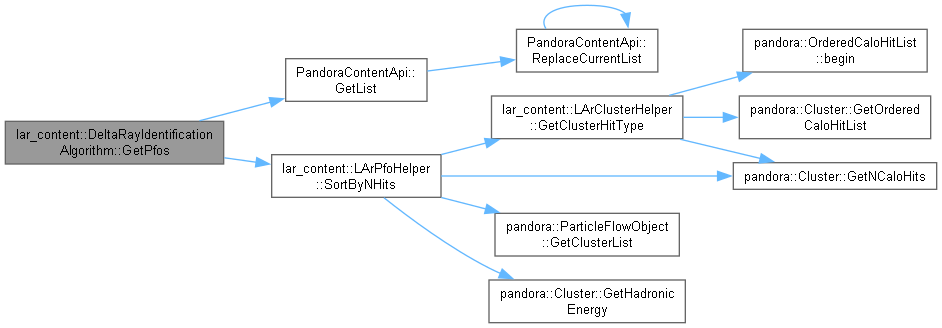 lar_content::DeltaRayIdentification
Algorithm::GetPfos
PandoraContentApi::
GetList
PandoraContentApi::
ReplaceCurrentList
lar_content::LArPfoHelper
::SortByNHits
lar_content::LArClusterHelper
::GetClusterHitType
pandora::OrderedCaloHitList
::begin
pandora::Cluster::GetOrdered
CaloHitList
pandora::Cluster::GetNCaloHits
pandora::ParticleFlowObject
::GetClusterList
pandora::Cluster::GetHadronic
Energy